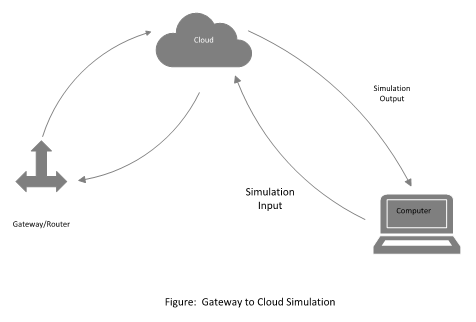 Cloud
Simulation
Output
Simulation
Input
Computer
Gateway/Router
Figure: Gateway to Cloud Simulation